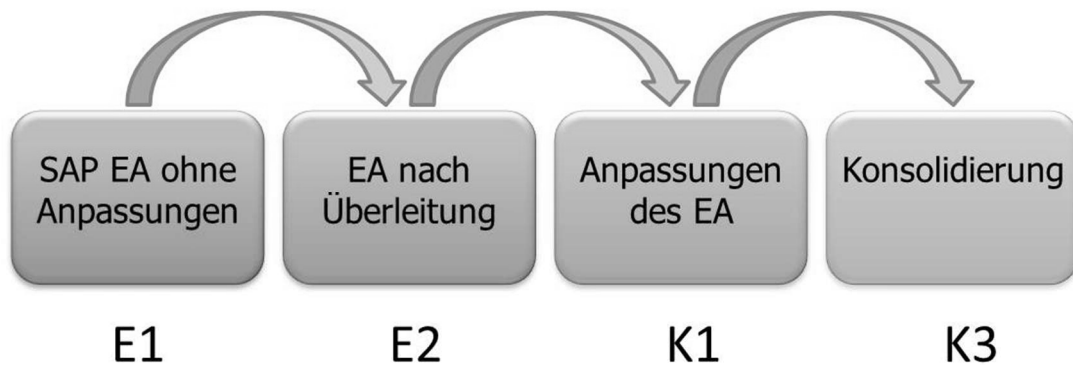 SAP EA ohne
Anpassungen
EA nach
Überleitung
Anpassungen
des EA
Konsolidierung
E1
E2
K1
K3